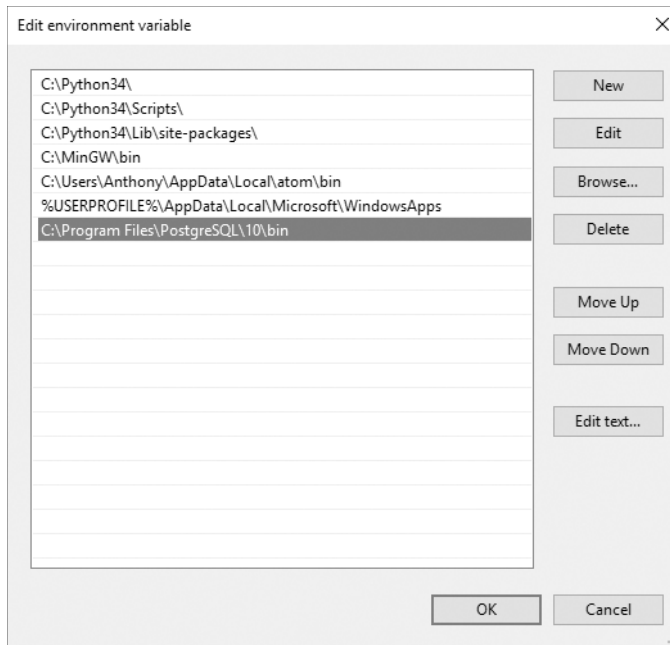 Edit environment variable
C:\Python34\
C:\Python34\Scripts\
C:\Python34\Lib\site-packages\
C:\MinGW\bin
C:\Users\Anthony\AppData\Local\atom\bin
%USERPROFILE%\AppData\Local\Microsoft\WindowsApps
C:\Program Files\PostgreSQL\10\bin
New
Edit
Browse...
Delete
Move Up
Move Down
Edit text...
OK
Cancel